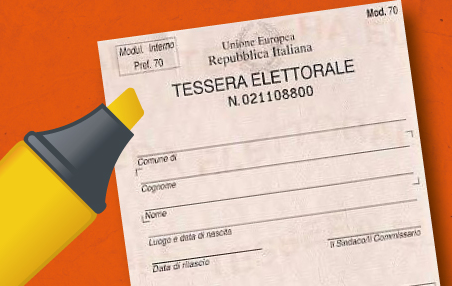 Mod. 70
Modul. Interno
Pref. 70
Unione Europea
Repubblica Italiana
TESSERA ELETTORALE
N.021108800
Comune di
Cognome
Nome
Luogo e data di nascita
Data di rilascio
Il Sindaco/Il Commissario